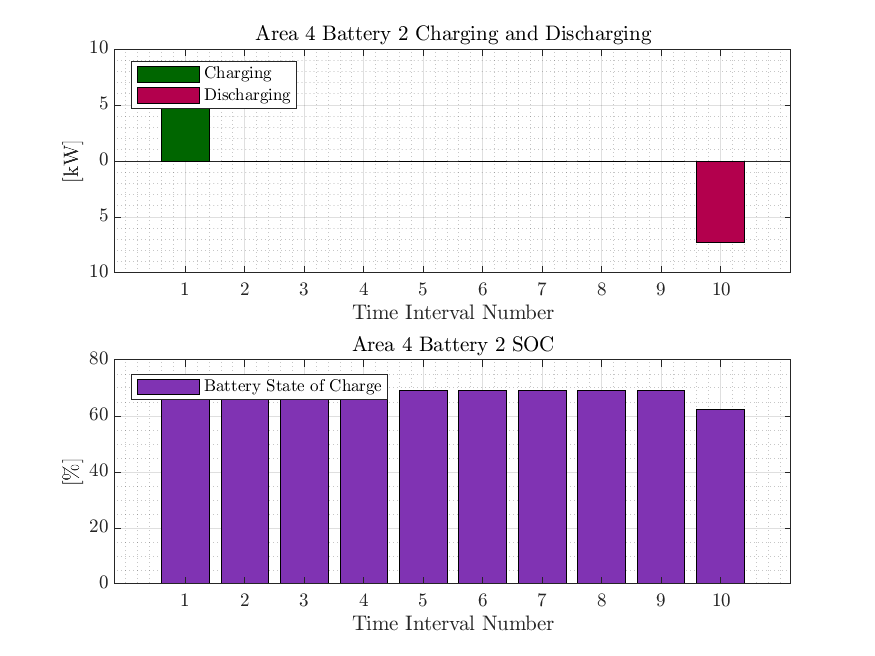 Area 4 Battery 2 Charging and Discharging
10
Charging
Discharging
5
0
5
10
[kW]
1 2 3 4 5 6 7 8 9 10
Time Interval Number
Area 4 Battery 2 SOC
80
Battery State of Charge
60
40
20
0
[%]
1 2 3 4 5 6 7 8 9 10
Time Interval Number